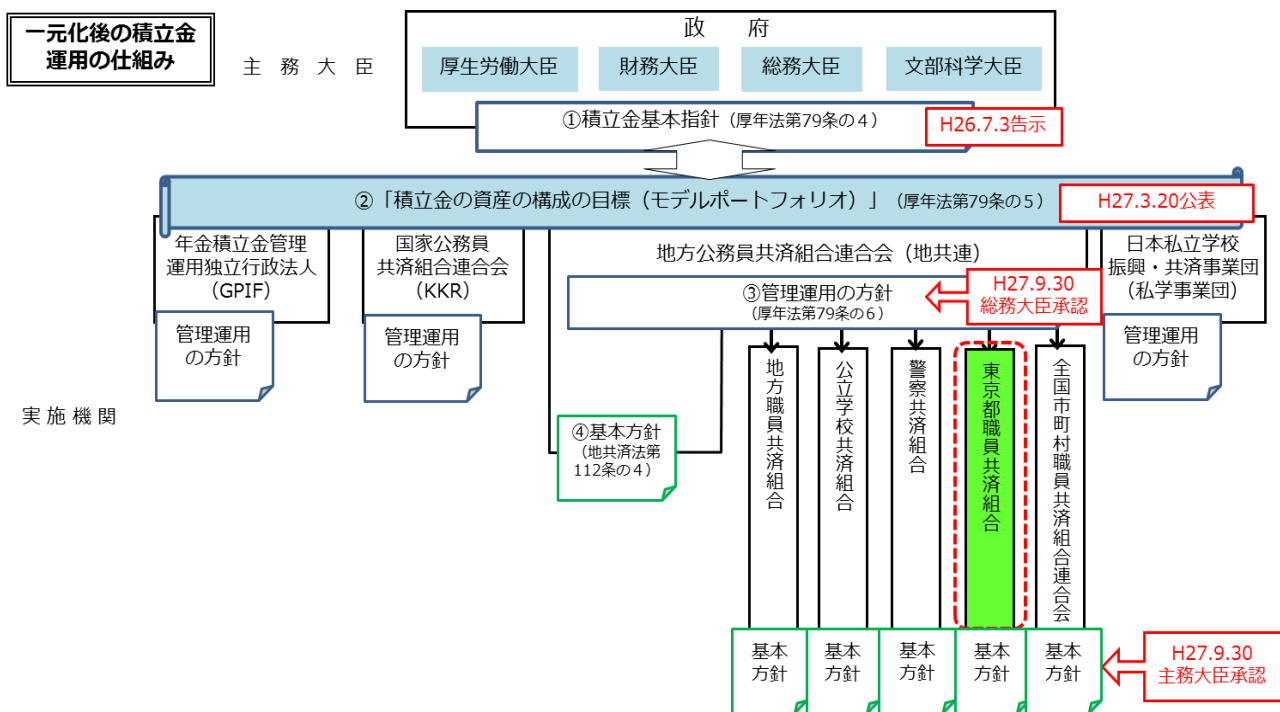 一元化後の積立金
運用の仕組み
政　府
主 務 大 臣
厚生労働大臣
財務大臣
総務大臣
文部科学大臣
①積立金基本指針（厚年法第79条の４）
H26.7.3告示
②「積立金の資産の構成の目標（モデルポートフォリオ）」（厚年法第79条の５）
H27.3.20公表
年金積立金管理
運用独立行政法人
（GPIF）
管理運用
の方針
国家公務員
共済組合連合会
（KKR）
管理運用
の方針
地方公務員共済組合連合会（地共連）
③管理運用の方針
（厚年法第79条の６）
H27.9.30
総務大臣承認
日本私立学校
振興・共済事業団
（私学事業団）
管理運用
の方針
実 施 機 関
④基本方針
（地共済法第
112条の４）
地方職員共済組合
公立学校共済組合
警察共済組合
東京都職員共済組合
全国市町村職員共済組合連合会
基本
方針
基本
方針
基本
方針
基本
方針
基本
方針
H27.9.30
主務大臣承認